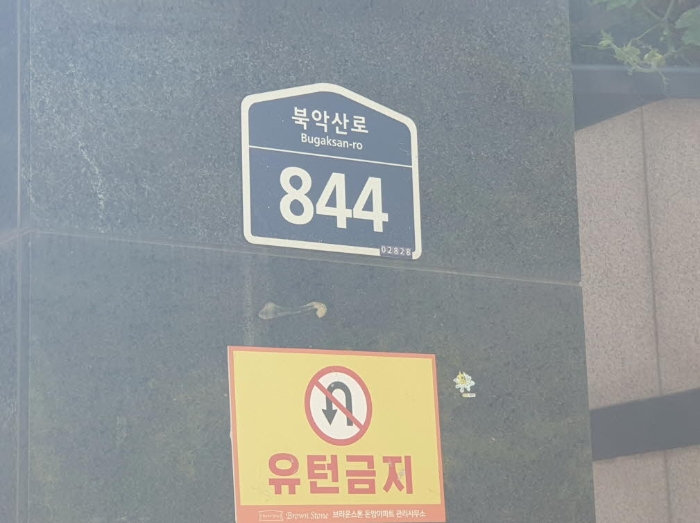 북악산로
Bugaksan-ro
844
02828
유턴금지
Brown Stone 브라운스톤 돈암아파트 관리사무소